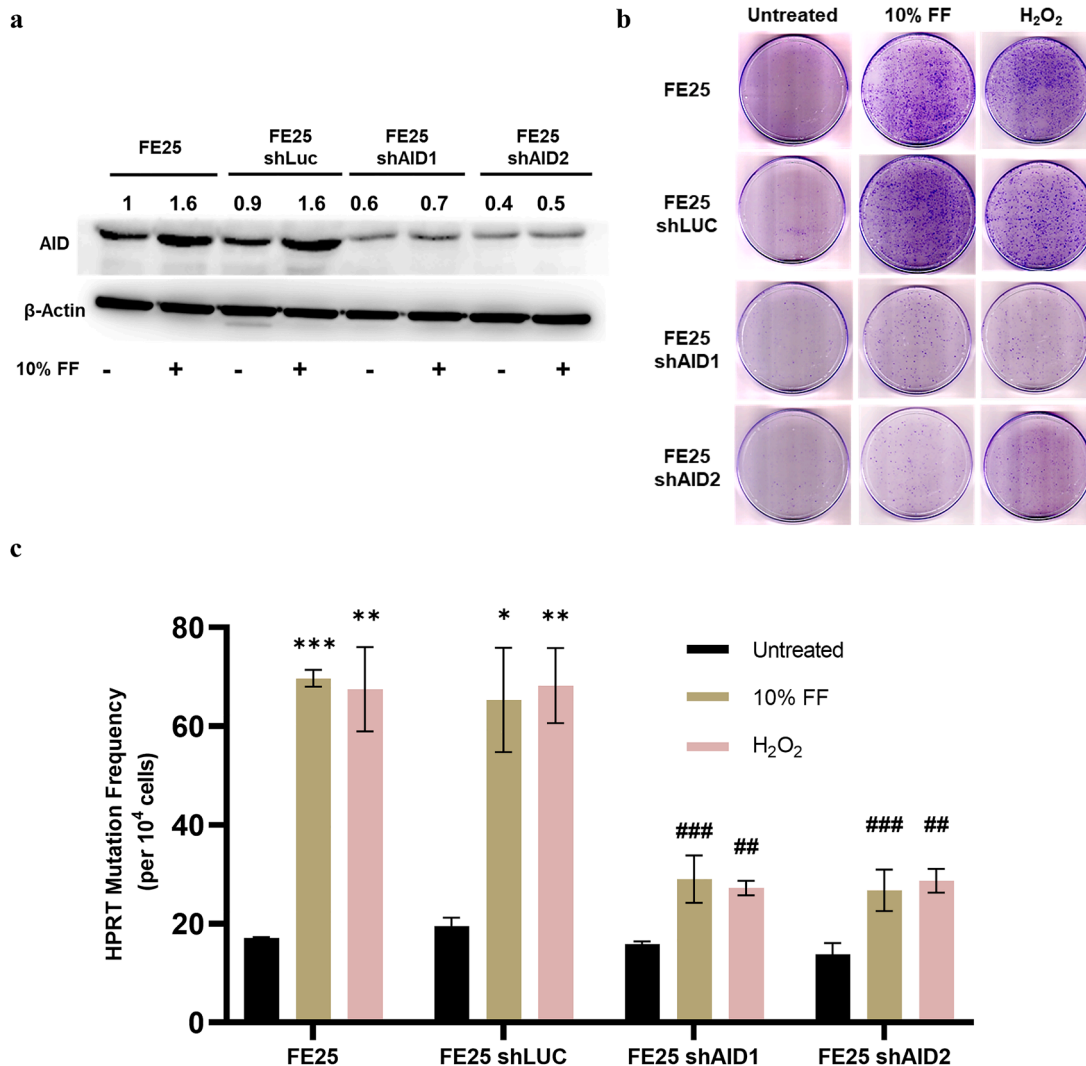 a
FE25
FE25
shLuc
FE25
shAID1
FE25
shAID2
1 1.6 0.9 1.6 0.6 0.7 0.4 0.5
AID
β-Actin
10% FF - + - + - + - +
b
Untreated 10% FF H₂O₂
FE25
FE25
shLUC
FE25
shAID1
FE25
shAID2
c
HPRT Mutation Frequency
(per 10⁴ cells)
80
60
40
20
0
*** ** * ** ### ## ### ##
Untreated
10% FF
H₂O₂
FE25 FE25 shLUC FE25 shAID1 FE25 shAID2